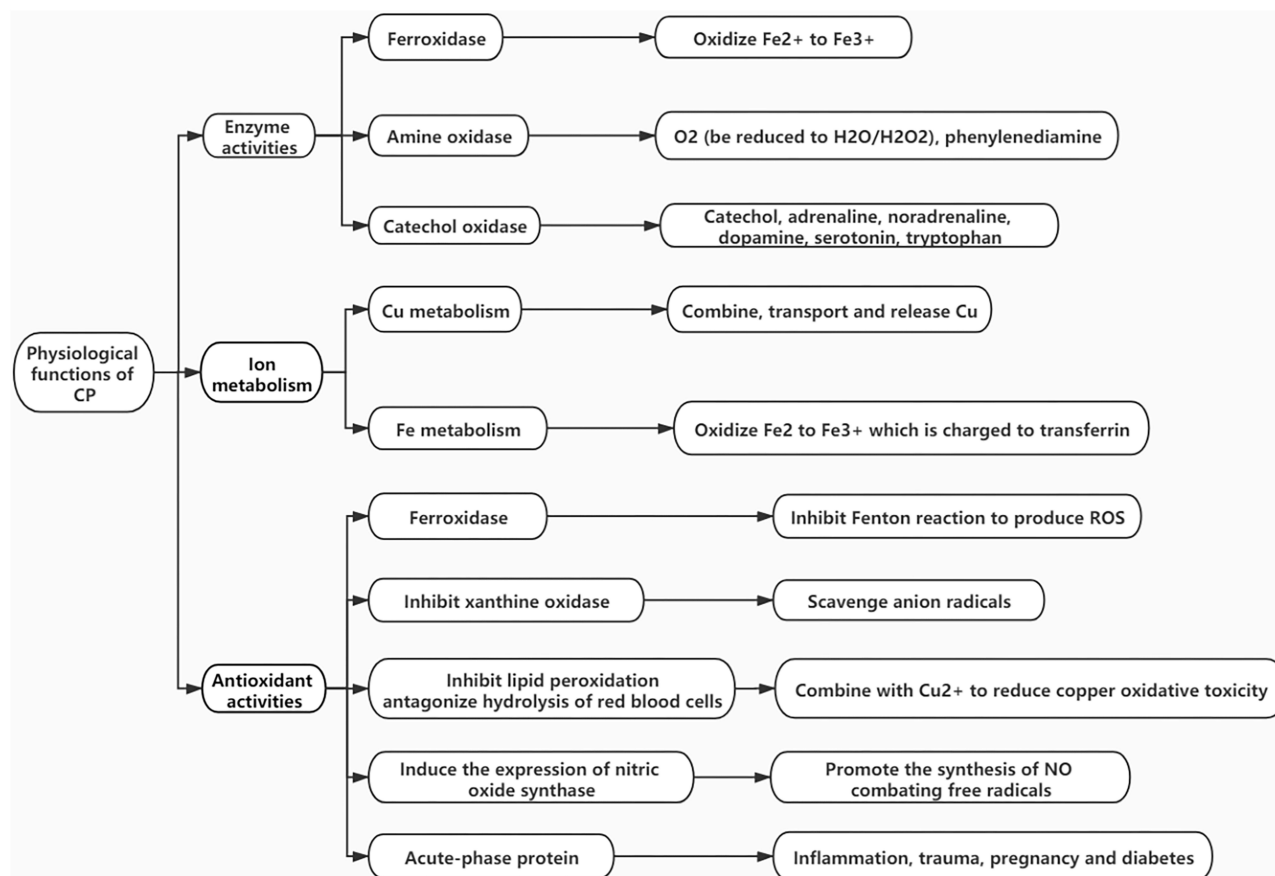 Physiological
functions of
CP
Enzyme
activities
Ferroxidase
Oxidize Fe2+ to Fe3+
Amine oxidase
O2 (be reduced to H2O/H2O2), phenylenediamine
Catechol oxidase
Catechol, adrenaline, noradrenaline,
dopamine, serotonin, tryptophan
Ion
metabolism
Cu metabolism
Combine, transport and release Cu
Fe metabolism
Oxidize Fe2 to Fe3+ which is charged to transferrin
Antioxidant
activities
Ferroxidase
Inhibit Fenton reaction to produce ROS
Inhibit xanthine oxidase
Scavenge anion radicals
Inhibit lipid peroxidation
antagonize hydrolysis of red blood cells
Combine with Cu2+ to reduce copper oxidative toxicity
Induce the expression of nitric
oxide synthase
Promote the synthesis of NO
combating free radicals
Acute-phase protein
Inflammation, trauma, pregnancy and diabetes